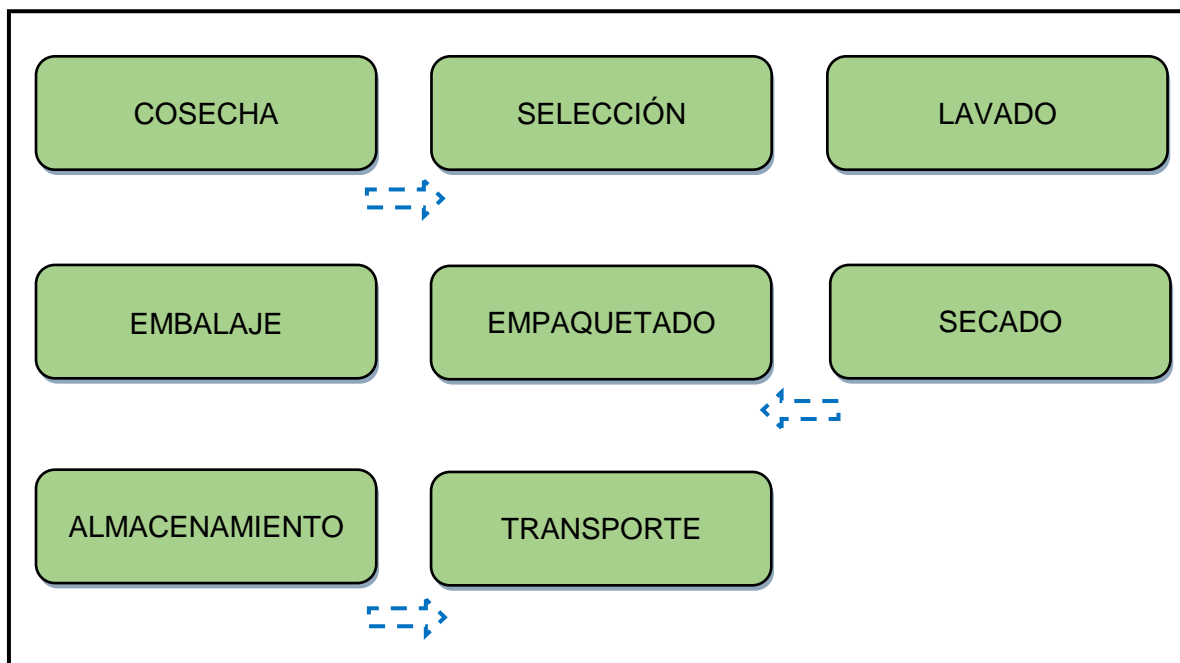 COSECHA
SELECCIÓN
LAVADO
EMBALAJE
EMPAQUETADO
SECADO
ALMACENAMIENTO
TRANSPORTE